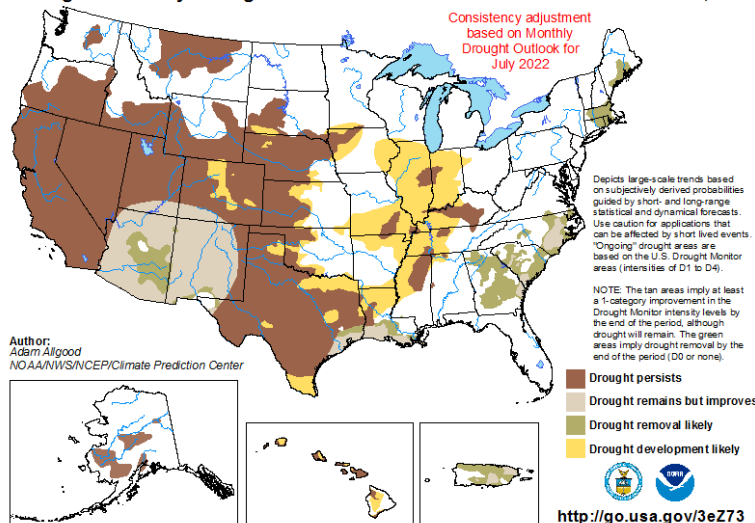 Consistency adjustment
based on Monthly
Drought Outlook for
July 2022
Depicts large-scale trends based
on subjectively derived probabilities
guided by short- and long-range
statistical and dynamical forecasts.
Use caution for applications that
can be affected by short lived events.
"Ongoing" drought areas are
based on the U.S. Drought Monitor
areas (intensities of D1 to D4).
NOTE: The tan areas imply at least
a 1-category improvement in the
Drought Monitor intensity levels by
the end of the period, although
drought will remain. The green
areas imply drought removal by the
end of the period (D0 or none).
Author:
Adam Allgood
NOAA/NWS/NCEP/Climate Prediction Center
Drought persists
Drought remains but improves
Drought removal likely
Drought development likely
NOAA
http://go.usa.gov/3eZ73